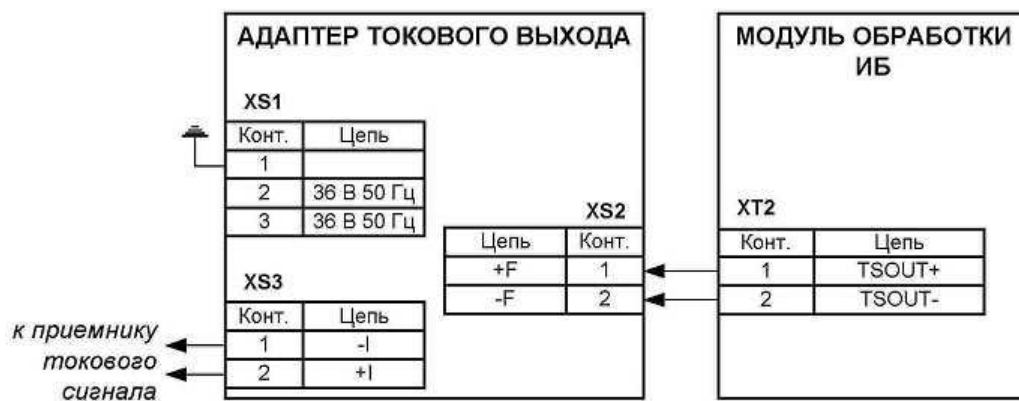 АДАПТЕР ТОКОВОГО ВЫХОДА
XS1
Конт. Цепь
1
2 36 В 50 Гц
3 36 В 50 Гц
XS2
Цепь Конт.
+F 1
-F 2
XS3
Конт. Цепь
1 -I
2 +I
к приемнику
токового
сигнала
МОДУЛЬ ОБРАБОТКИ
ИБ
XT2
Конт. Цепь
1 TSOUT+
2 TSOUT-